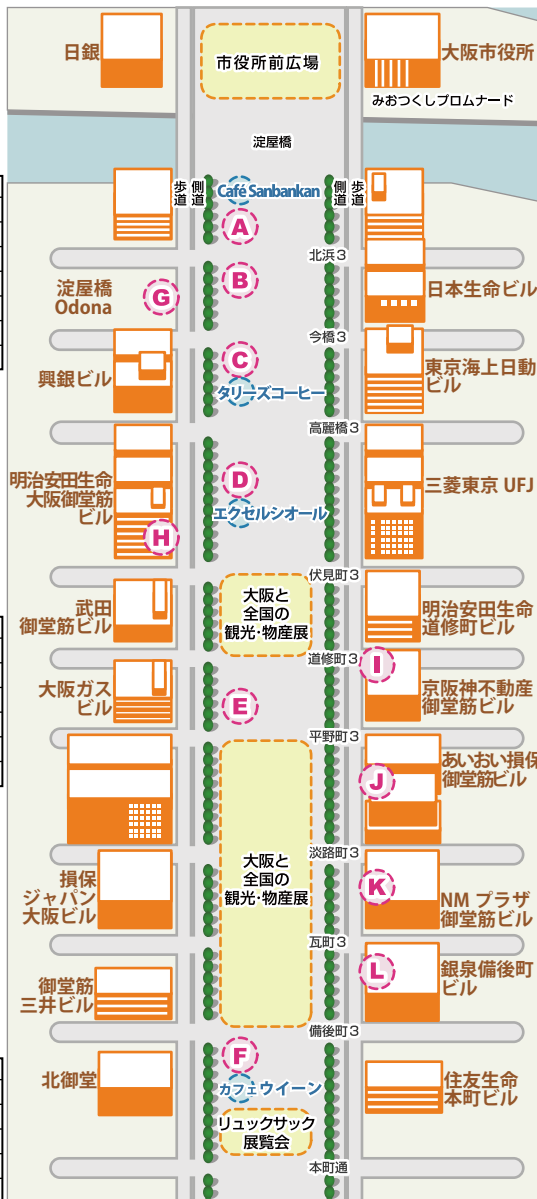 日銀
市役所前広場
大阪市役所
みおつくしプロムナード
淀屋橋
歩道
側道
Café Sanbankan
側道
歩道
A
北浜3
淀屋橋
Odona
G
B
日本生命ビル
今橋3
興銀ビル
C
タリーズコーヒー
東京海上日動
ビル
高麗橋3
明治安田生命
大阪御堂筋
ビル
D
エクセルシオール
三菱東京 UFJ
H
伏見町3
武田
御堂筋ビル
大阪と
全国の
観光・物産展
明治安田生命
道修町ビル
道修町3
I
大阪ガス
ビル
E
京阪神不動産
御堂筋ビル
平野町3
あいおい損保
御堂筋ビル
J
大阪と
全国の
観光・物産展
淡路町3
損保
ジャパン
大阪ビル
K
NM プラザ
御堂筋ビル
瓦町3
御堂筋
三井ビル
L
銀泉備後町
ビル
備後町3
北御堂
F
カフェウイーン
住友生命
本町ビル
リュックサック
展覧会
本町通